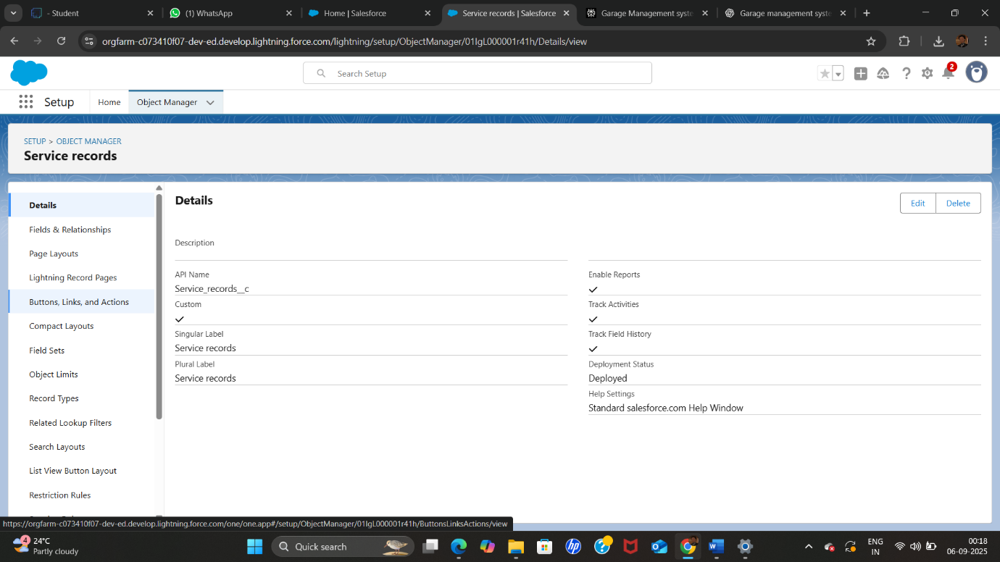 - Student
(1) WhatsApp
Home | Salesforce
Service records | Salesforce
Garage Management syste
Garage management syste
orgfarm-c073410f07-dev-ed.develop.lightning.force.com/lightning/setup/ObjectManager/01IgL000001r41h/Details/view
Search Setup
2
Setup
Home
Object Manager
SETUP > OBJECT MANAGER
Service records
Details
Fields & Relationships
Page Layouts
Lightning Record Pages
Buttons, Links, and Actions
Compact Layouts
Field Sets
Object Limits
Record Types
Related Lookup Filters
Search Layouts
List View Button Layout
Restriction Rules
Details
Edit
Delete
Description
API Name
Service_records__c
Custom
Singular Label
Service records
Plural Label
Service records
Enable Reports
Track Activities
Track Field History
Deployment Status
Deployed
Help Settings
Standard salesforce.com Help Window
https://orgfarm-c073410f07-dev-ed.develop.lightning.force.com/one/one.app#/setup/ObjectManager/01IgL000001r41h/ButtonsLinksActions/view
4
24°C
Partly cloudy
Quick search
ENG
IN
00:18
06-09-2025